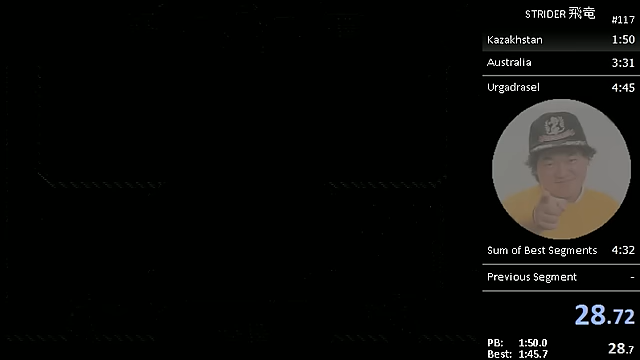 STRIDER 飛竜
#117
Kazakhstan 1:50
Australia 3:31
Urgadrasel 4:45
Sum of Best Segments 4:32
Previous Segment -
28.72
PB: 1:50.0
Best: 1:45.7 28.7